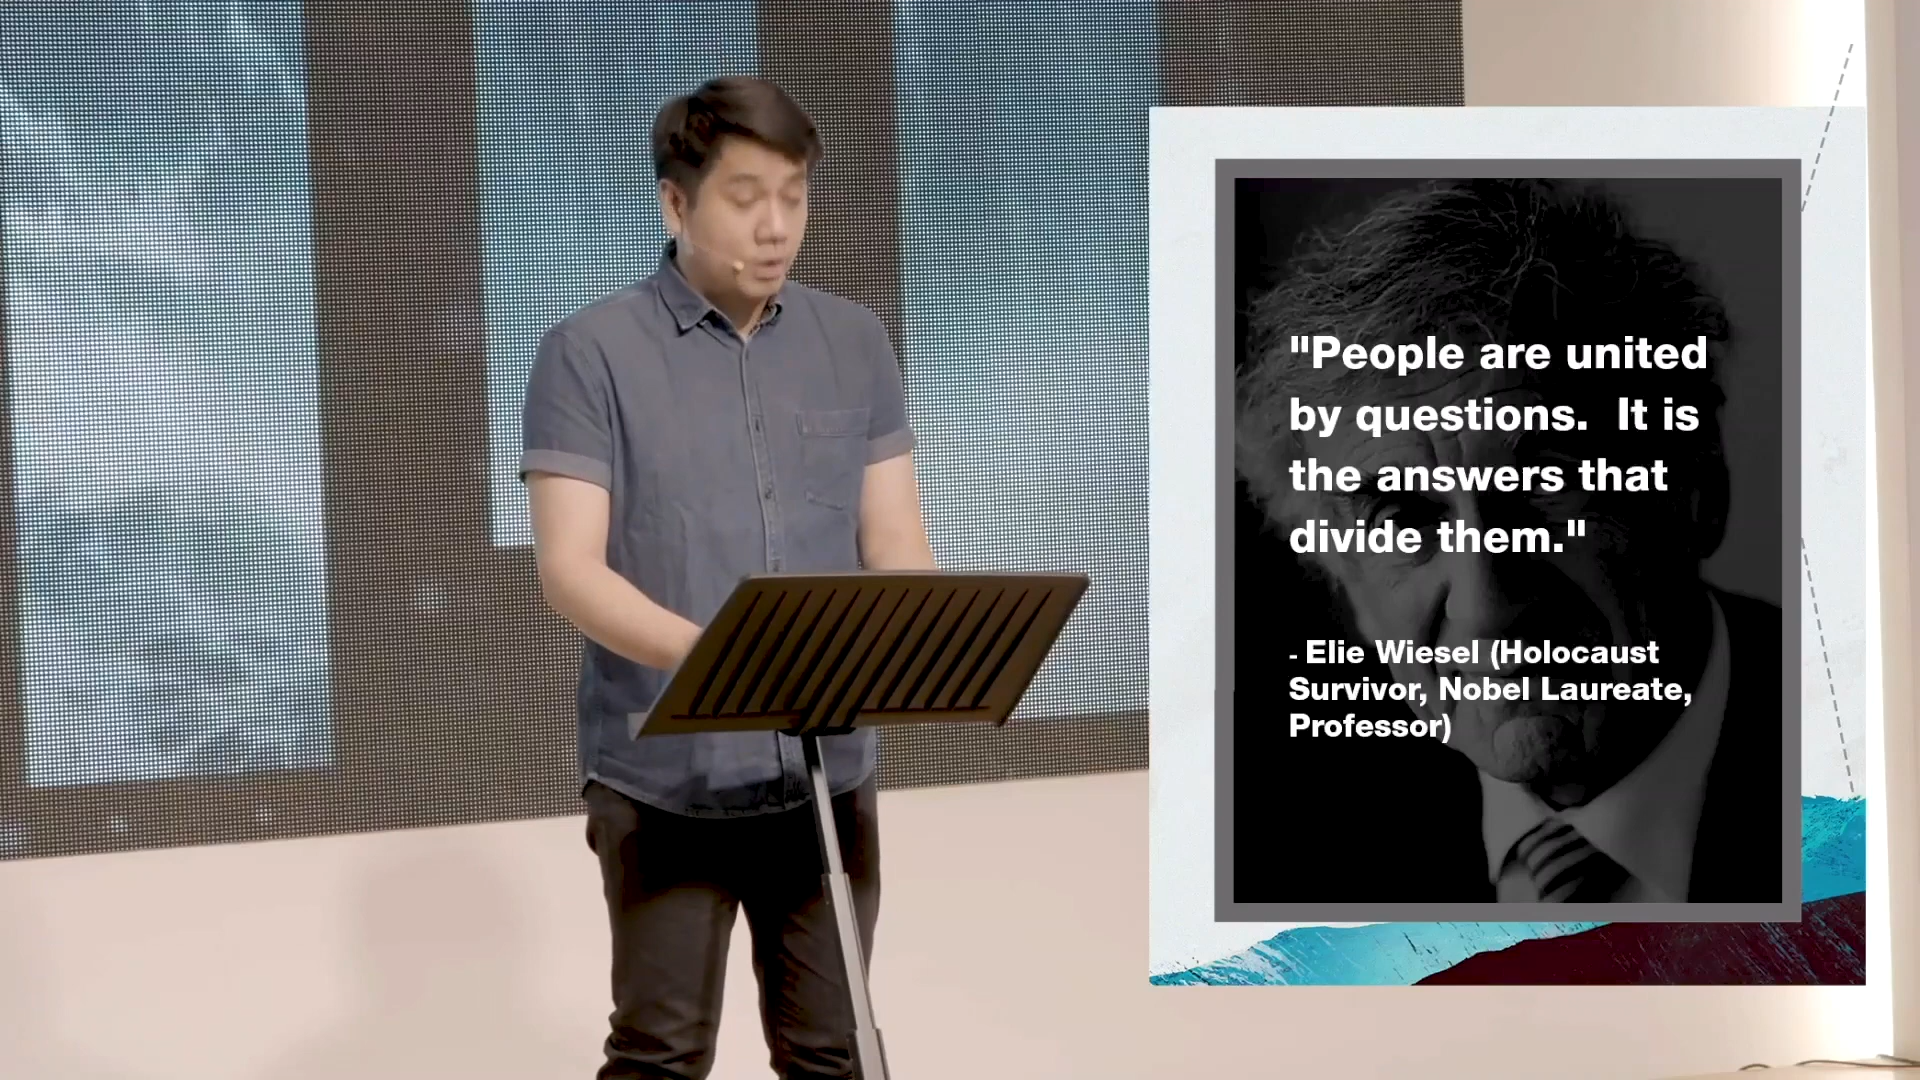 "People are united
by questions.  It is
the answers that
divide them."
- Elie Wiesel (Holocaust
Survivor, Nobel Laureate,
Professor)